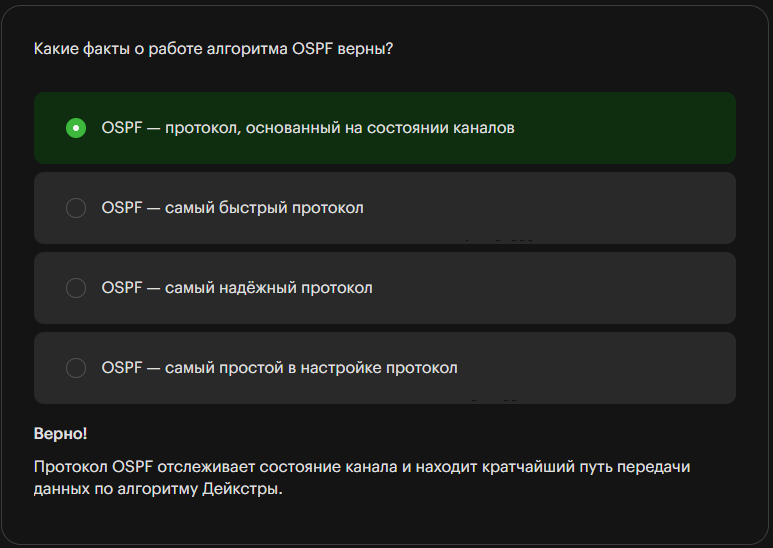 Какие факты о работе алгоритма OSPF верны?
OSPF — протокол, основанный на состоянии каналов
OSPF — самый быстрый протокол
OSPF — самый надёжный протокол
OSPF — самый простой в настройке протокол
Верно!
Протокол OSPF отслеживает состояние канала и находит кратчайший путь передачи
данных по алгоритму Дейкстры.